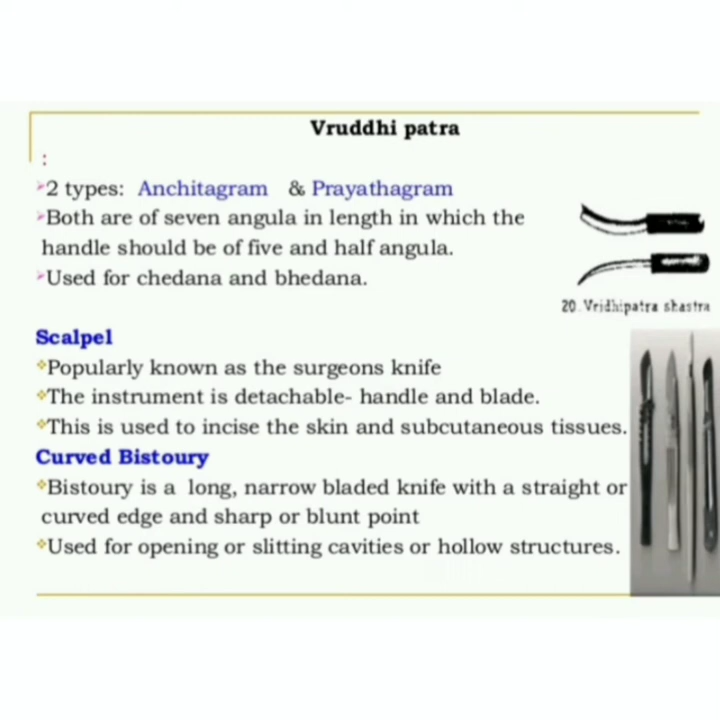 Vruddhi patra
:
➢2 types: Anchitagram & Prayathagram
➢Both are of seven angula in length in which the
handle should be of five and half angula.
➢Used for chedana and bhedana.
20. Vridhipatra shastra
Scalpel
❖Popularly known as the surgeons knife
❖The instrument is detachable- handle and blade.
❖This is used to incise the skin and subcutaneous tissues.
Curved Bistoury
❖Bistoury is a long, narrow bladed knife with a straight or
curved edge and sharp or blunt point
❖Used for opening or slitting cavities or hollow structures.